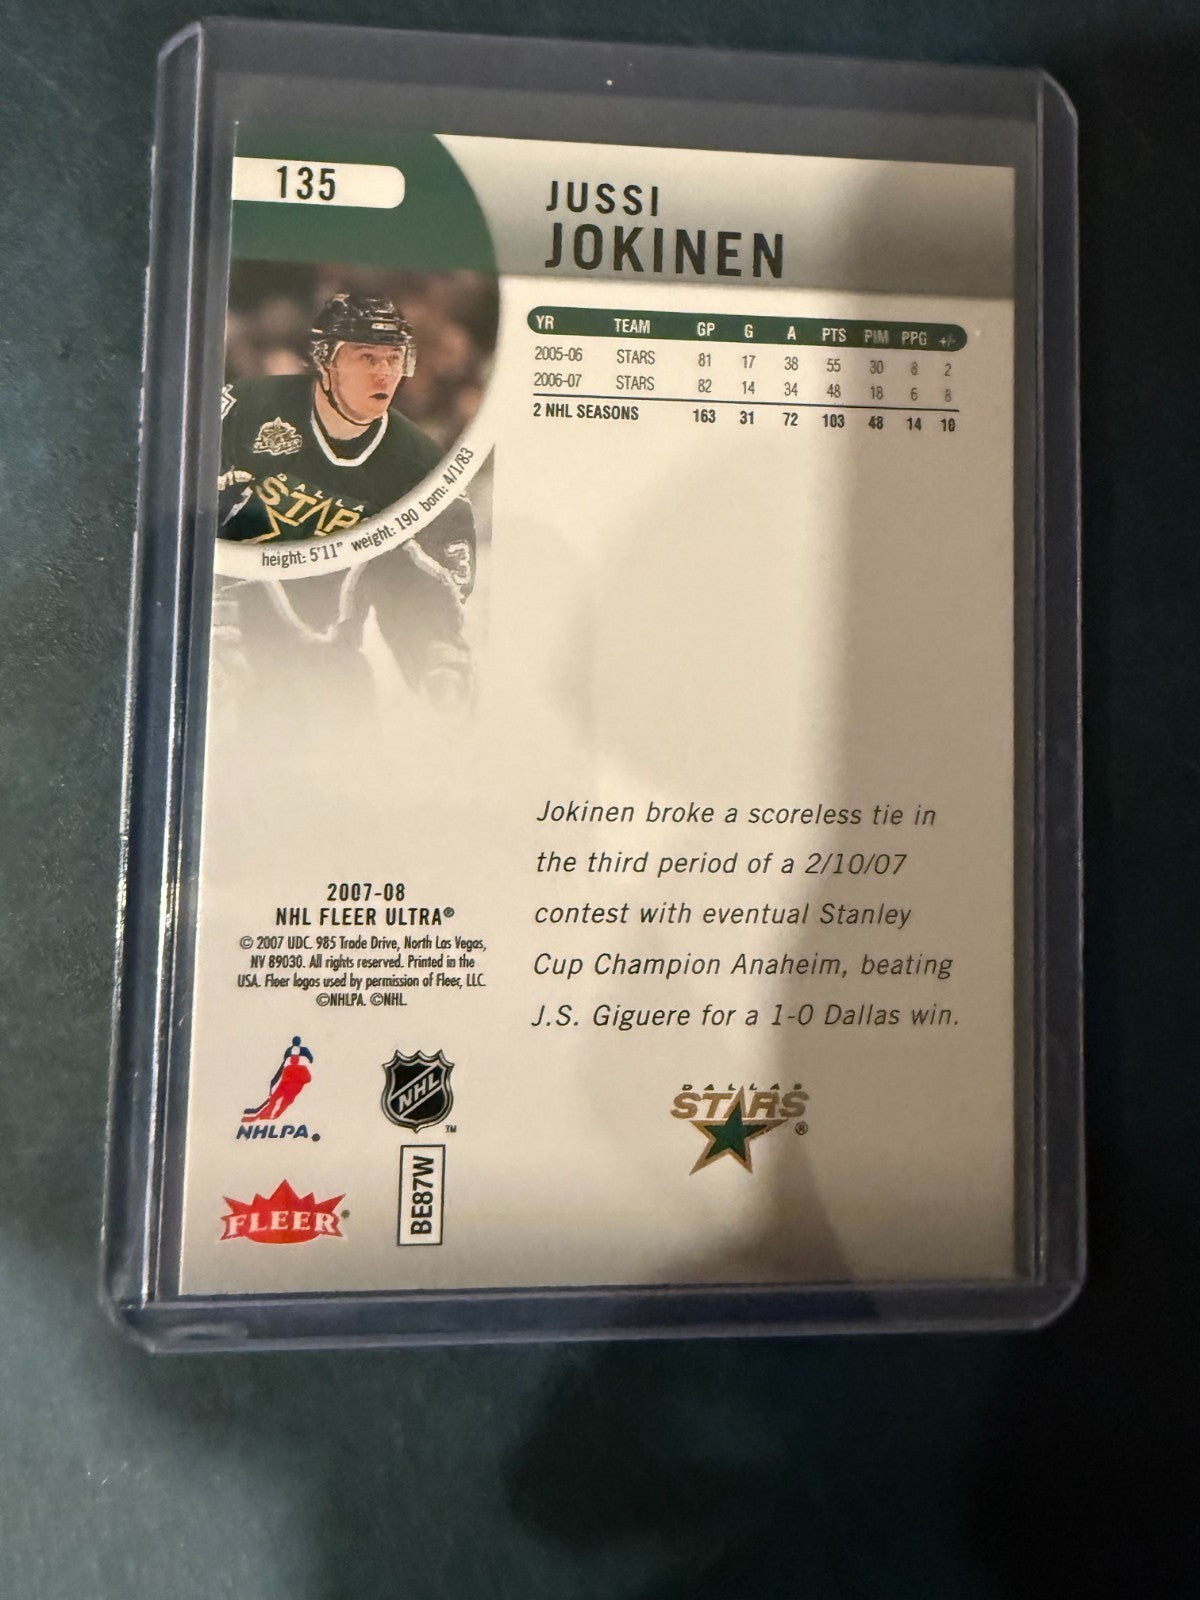 135
JUSSI
JOKINEN
YR TEAM GP G A PTS PIM PPG +/-
2005-06 STARS 81 17 38 55 30 8 2
2006-07 STARS 82 14 34 48 18 6 8
2 NHL SEASONS 163 31 72 103 48 14 10
DALLAS
STARS
height: 5'11" weight: 190 born: 4/1/83
3
Jokinen broke a scoreless tie in
the third period of a 2/10/07
contest with eventual Stanley
Cup Champion Anaheim, beating
J.S. Giguere for a 1-0 Dallas win.
2007-08
NHL FLEER ULTRA®
© 2007 UDC. 985 Trade Drive, North Las Vegas,
NV 89030. All rights reserved. Printed in the
USA. Fleer logos used by permission of Fleer, LLC.
©NHLPA. ©NHL.
NHLPA®
NHL™
DALLAS
STARS®
FLEER®
BE87W